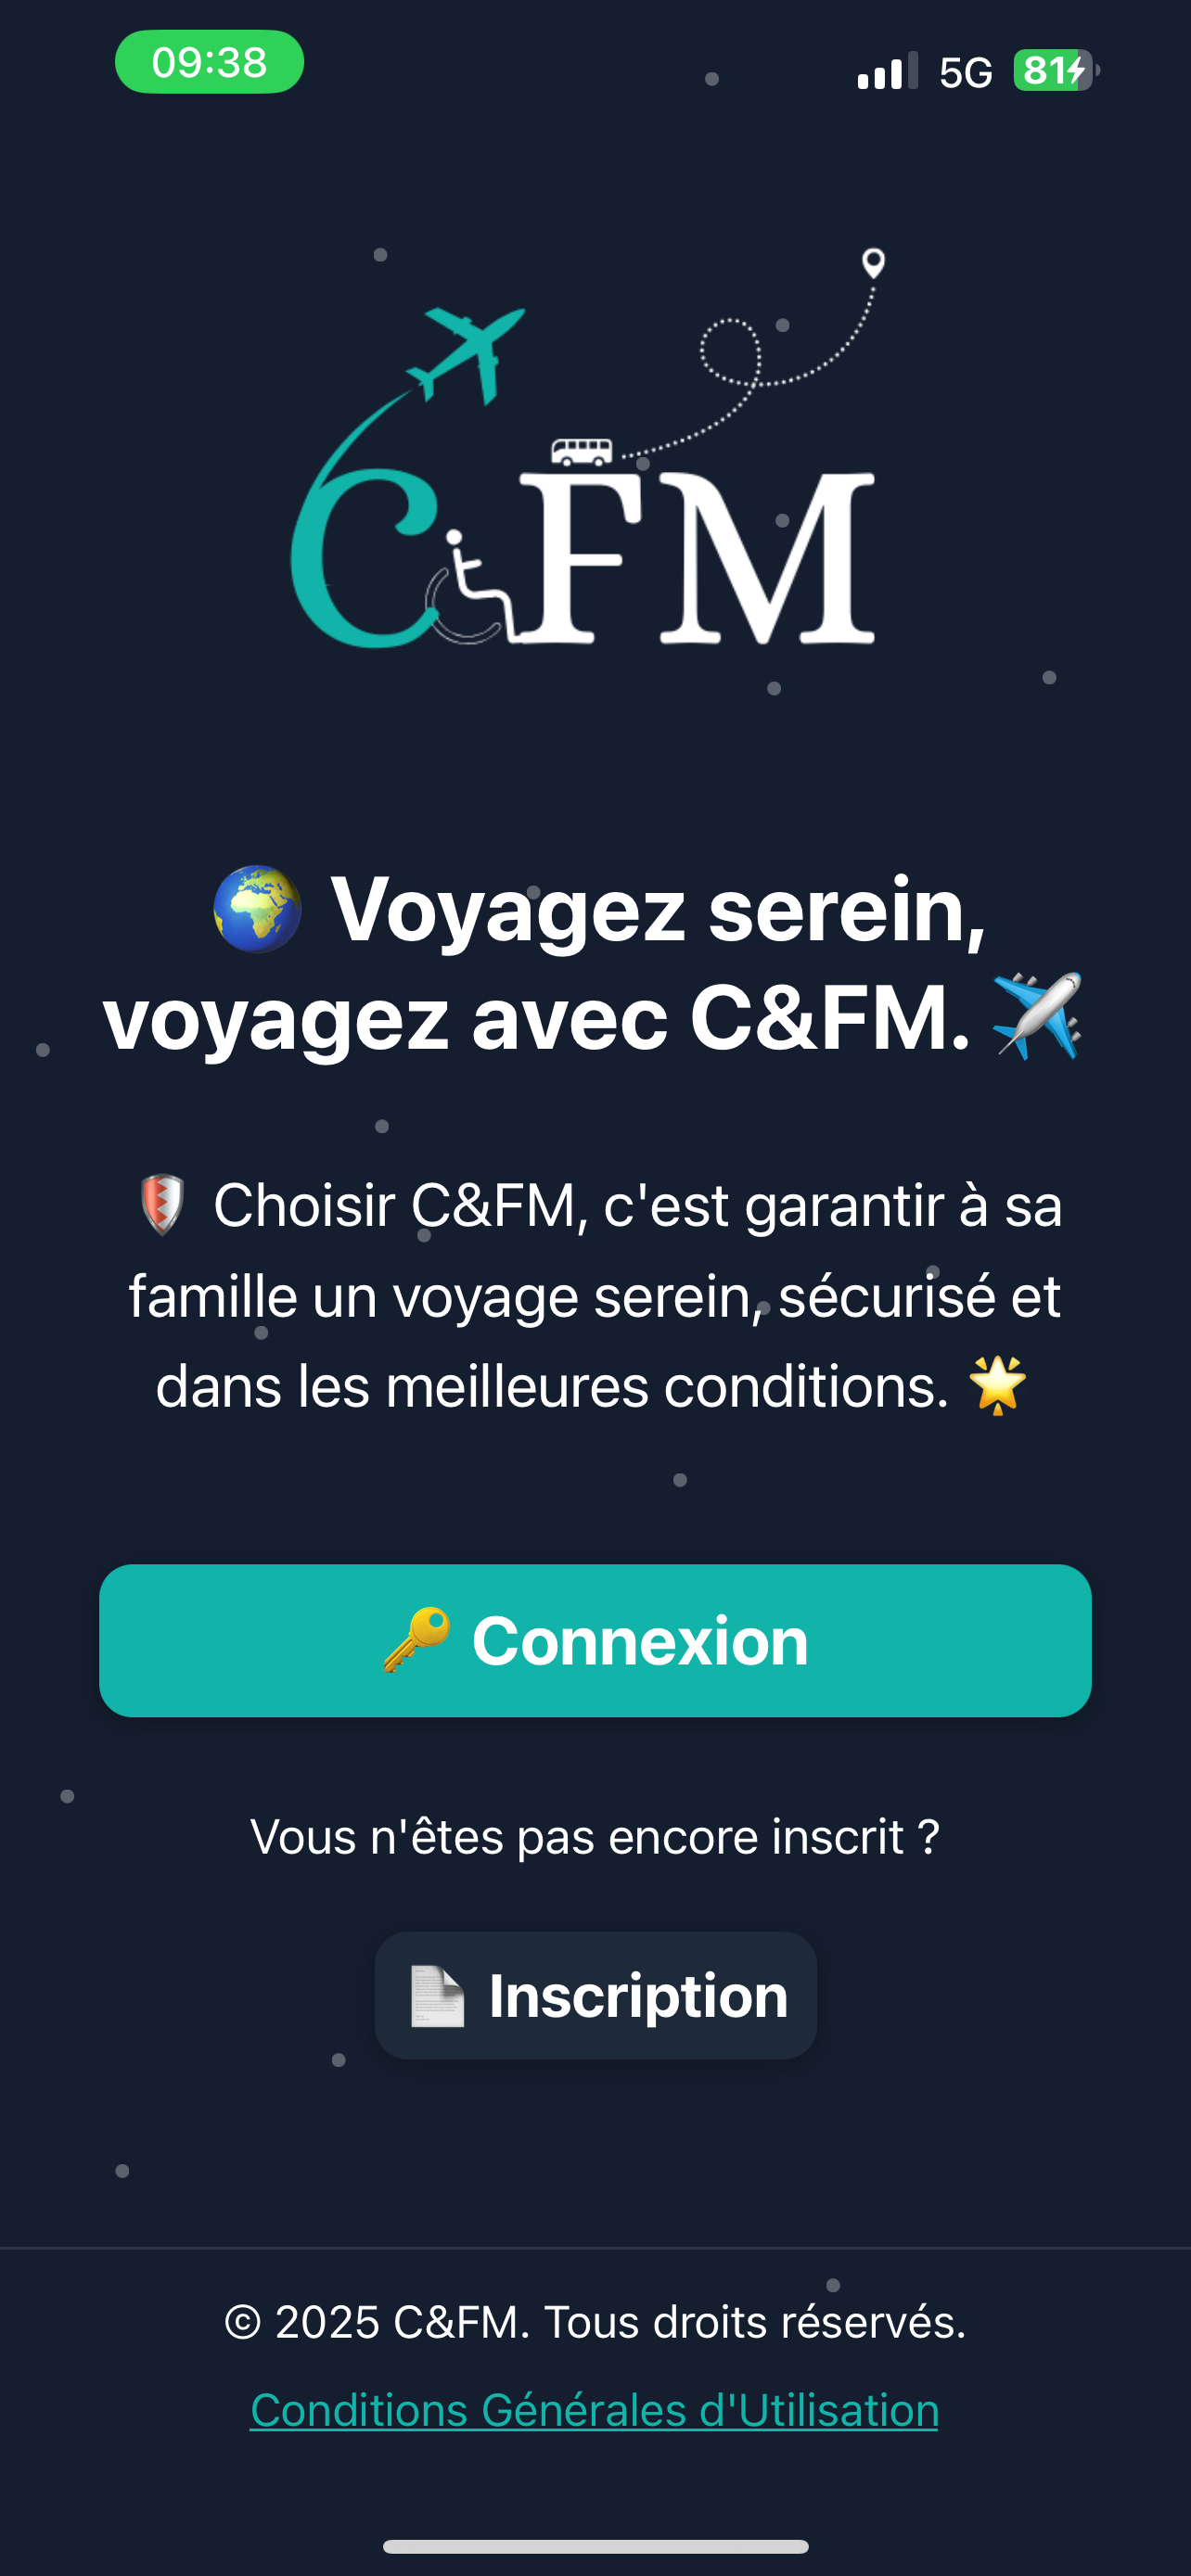 09:38 5G 81
C&FM
🌍 Voyagez serein,
voyagez avec C&FM. ✈️
🛡️ Choisir C&FM, c'est garantir à sa
famille un voyage serein, sécurisé et
dans les meilleures conditions. 🌟
🔑 Connexion
Vous n'êtes pas encore inscrit ?
📄 Inscription
© 2025 C&FM. Tous droits réservés.
Conditions Générales d'Utilisation